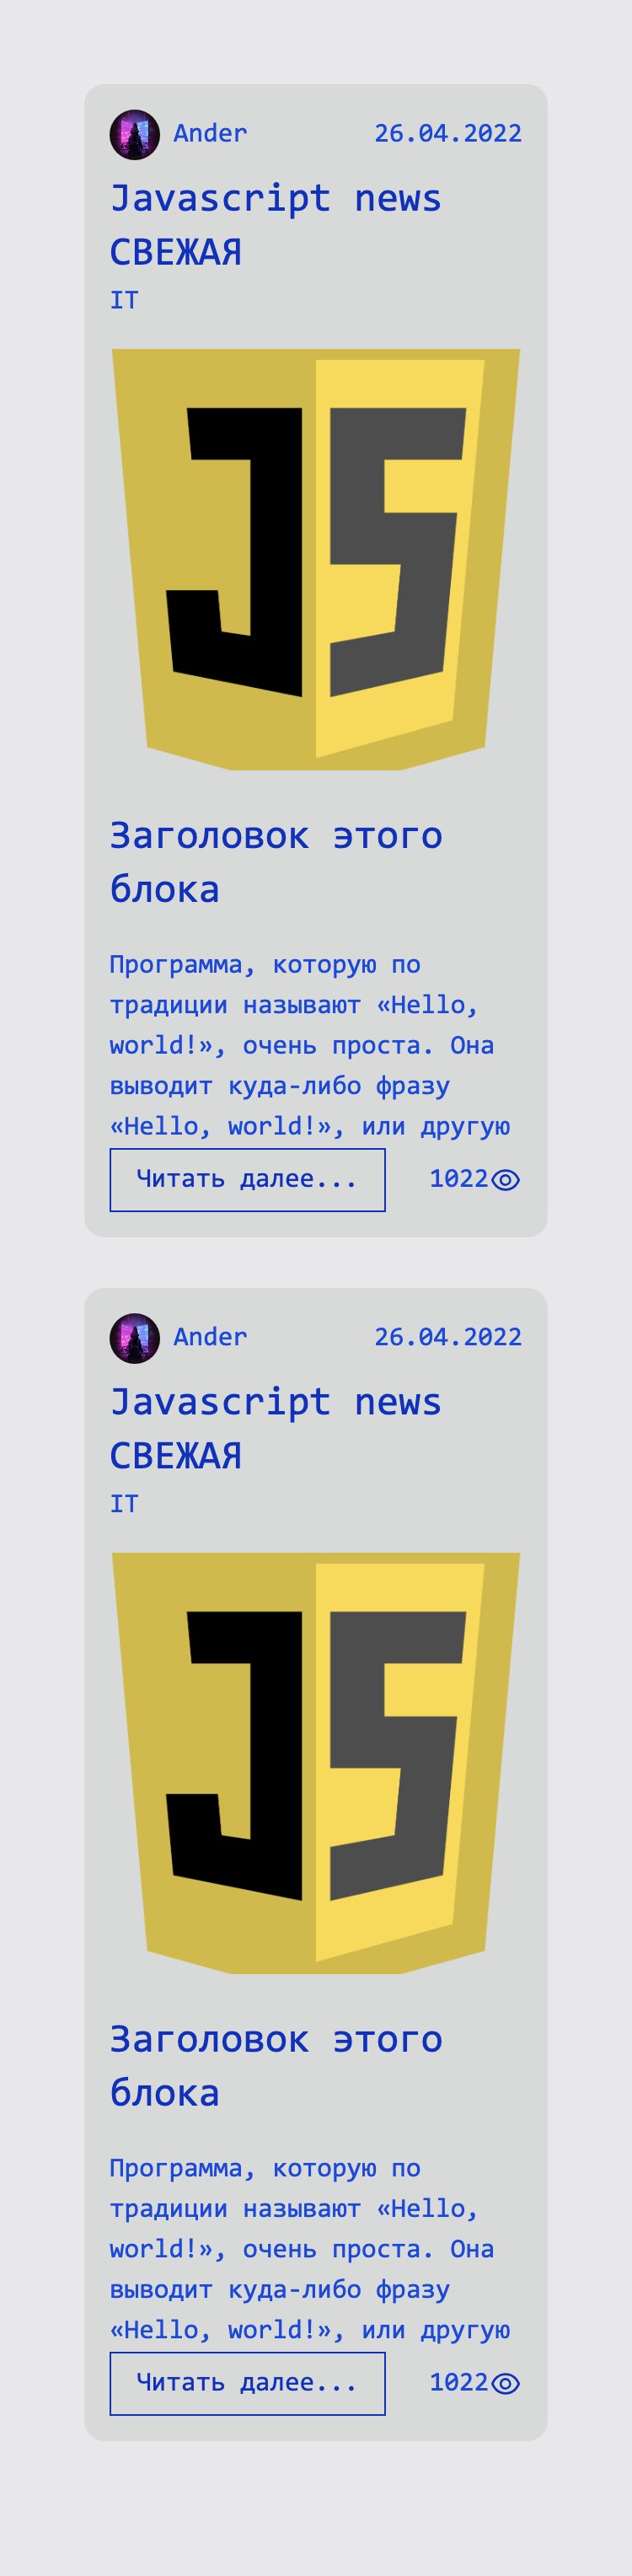 Ander 26.04.2022
Javascript news
СВЕЖАЯ
IT
JS
Заголовок этого
блока
Программа, которую по
традиции называют «Hello,
world!», очень проста. Она
выводит куда-либо фразу
«Hello, world!», или другую
Читать далее... 1022
Ander 26.04.2022
Javascript news
СВЕЖАЯ
IT
JS
Заголовок этого
блока
Программа, которую по
традиции называют «Hello,
world!», очень проста. Она
выводит куда-либо фразу
«Hello, world!», или другую
Читать далее... 1022